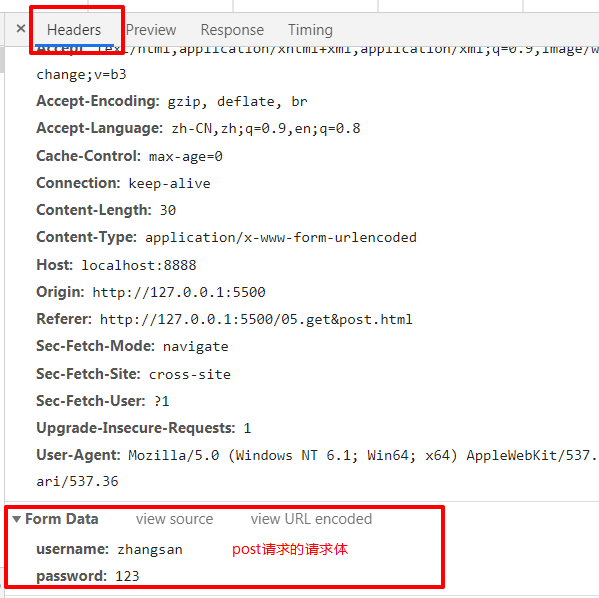 × Headers Preview Response Timing
Accept: text/html,application/xhtml+xml,application/xml;q=0.9,image/w
change;v=b3
Accept-Encoding: gzip, deflate, br
Accept-Language: zh-CN,zh;q=0.9,en;q=0.8
Cache-Control: max-age=0
Connection: keep-alive
Content-Length: 30
Content-Type: application/x-www-form-urlencoded
Host: localhost:8888
Origin: http://127.0.0.1:5500
Referer: http://127.0.0.1:5500/05.get&post.html
Sec-Fetch-Mode: navigate
Sec-Fetch-Site: cross-site
Sec-Fetch-User: ?1
Upgrade-Insecure-Requests: 1
User-Agent: Mozilla/5.0 (Windows NT 6.1; Win64; x64) AppleWebKit/537.
ari/537.36
▼ Form Data view source view URL encoded
username: zhangsan post请求的请求体
password: 123